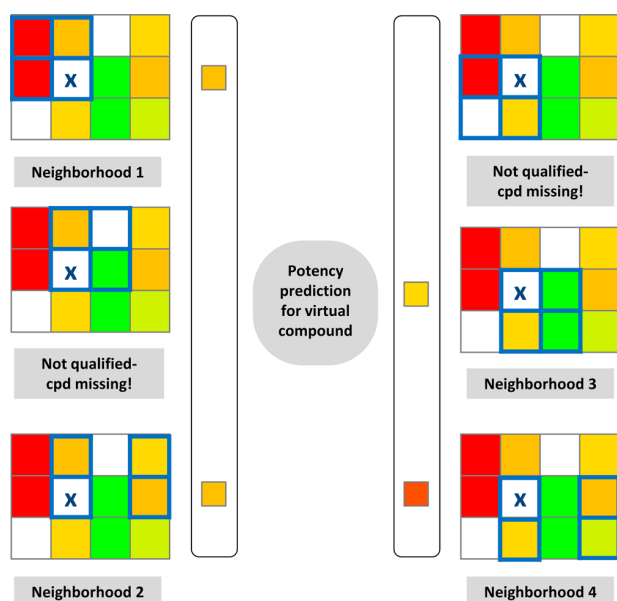 X
Neighborhood 1
X
Not qualified-
cpd missing!
X
Neighborhood 2
Potency
prediction
for virtual
compound
X
Not qualified-
cpd missing!
X
Neighborhood 3
X
Neighborhood 4